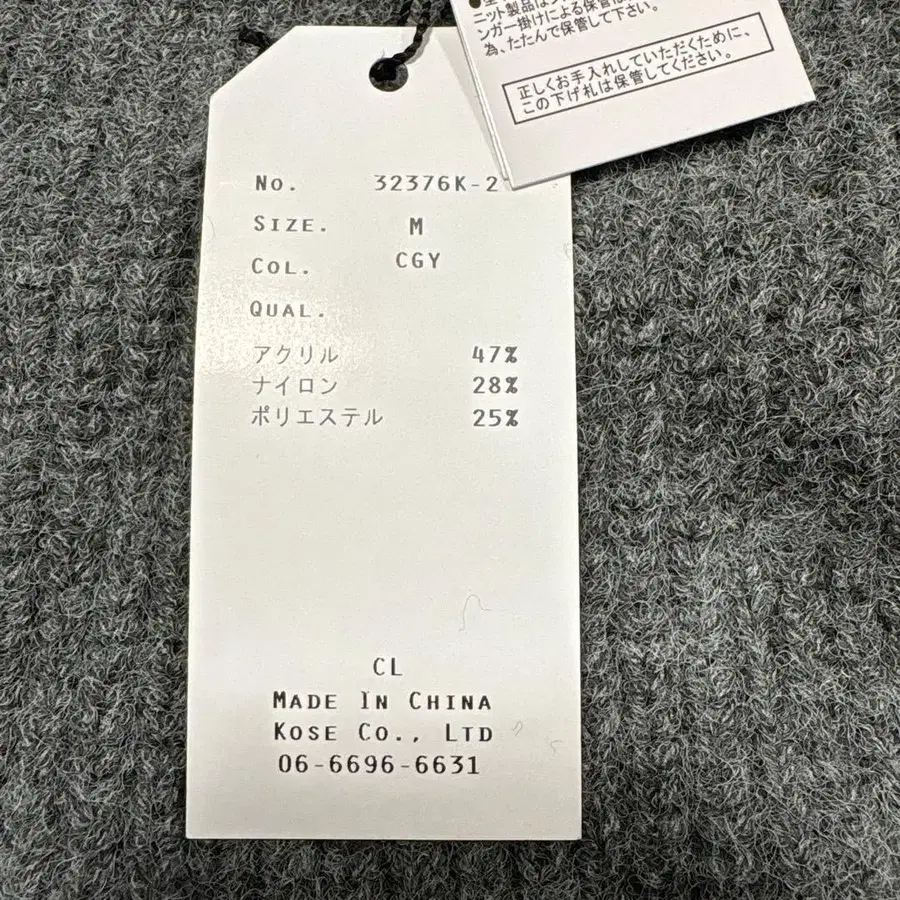 ニット製品は
ンガー掛けによる保管は
為、たたんで保管して下さい。
正しくお手入れしていただくために、
この下げ札は保管してください。
No. 32376K-2
SIZE. M
COL. CGY
QUAL.
アクリル 47%
ナイロン 28%
ポリエステル 25%
CL
MADE IN CHINA
KOSE CO., LTD
06-6696-6631